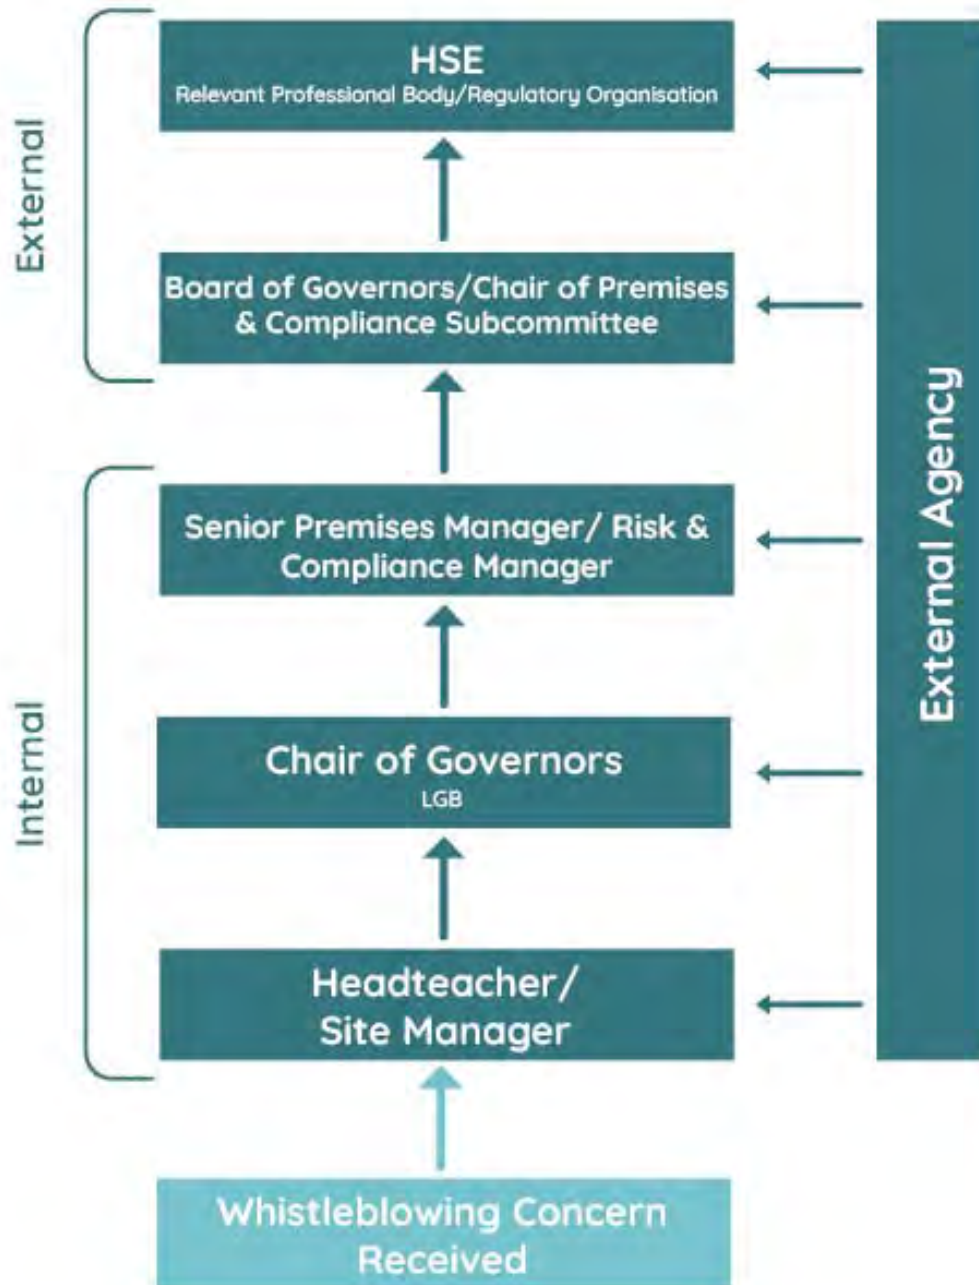 External
HSE
Relevant Professional Body/Regulatory Organisation
Board of Governors/Chair of Premises
& Compliance Subcommittee
Internal
Senior Premises Manager/ Risk &
Compliance Manager
Chair of Governors
LGB
Headteacher/
Site Manager
Whistleblowing Concern
Received
External Agency